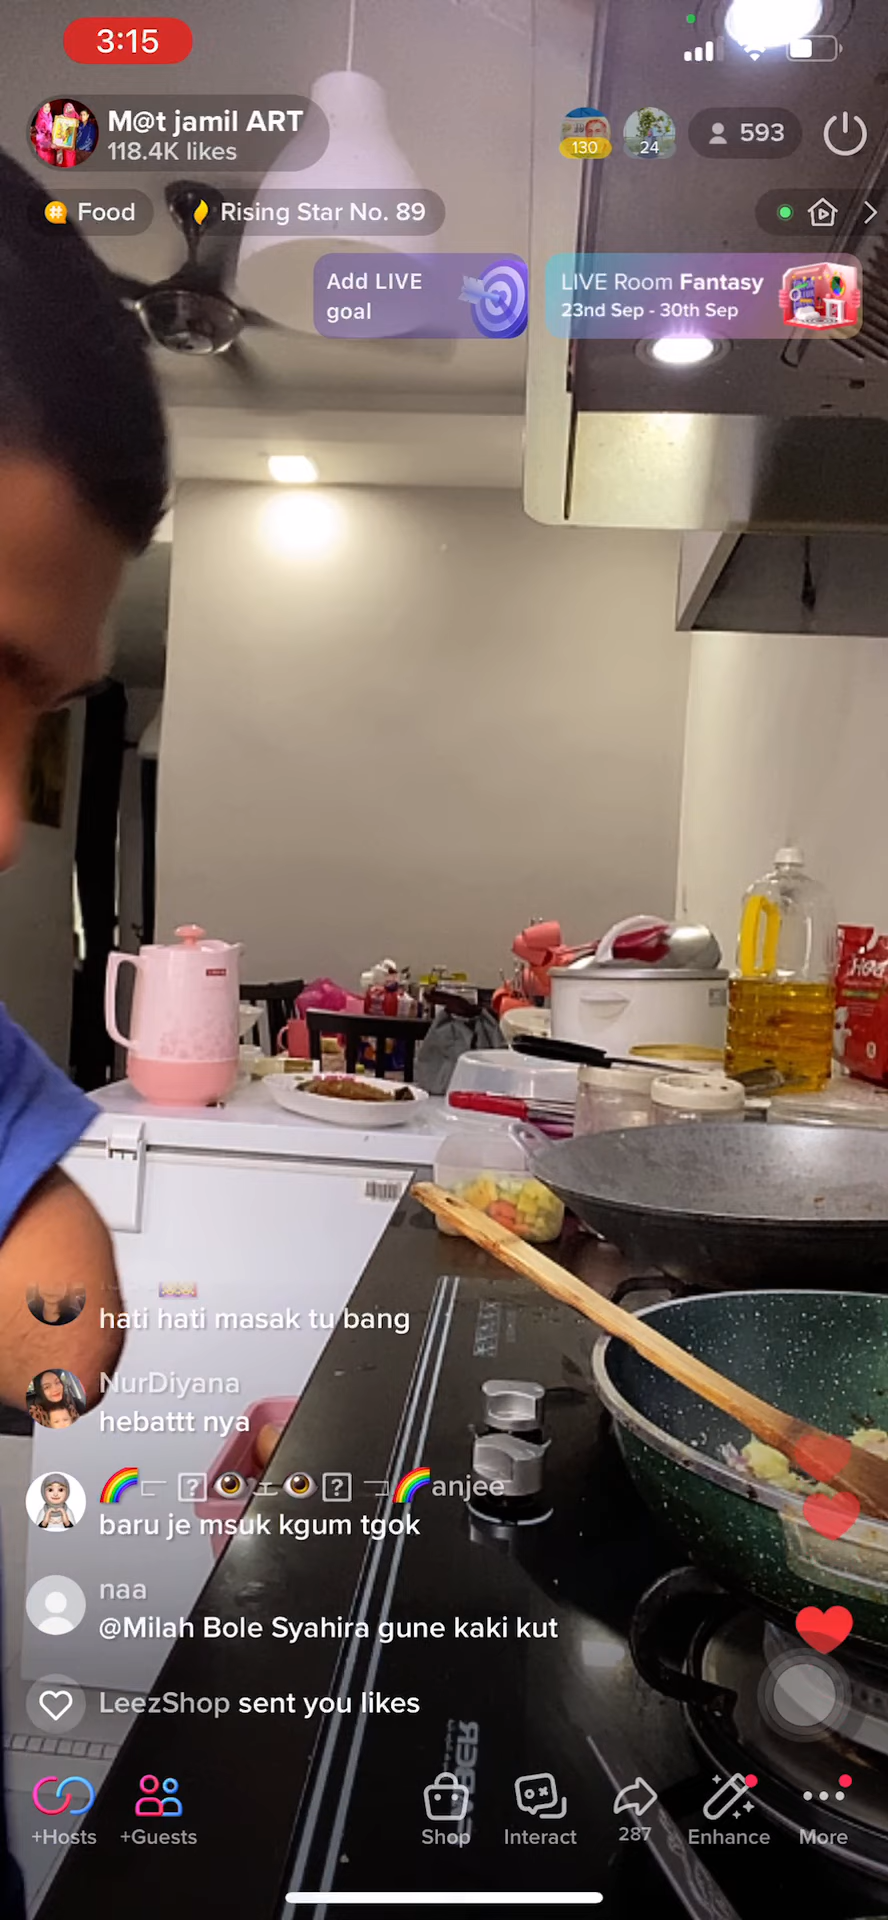 3:15
M@t jamil ART
118.4K likes
130
24
593
Food
Rising Star No. 89
Add LIVE
goal
LIVE Room Fantasy
23nd Sep - 30th Sep
hati hati masak tu bang
NurDiyana
hebattt nya
anjee
baru je msuk kgum tgok
naa
@Milah Bole Syahira gune kaki kut
LeezShop sent you likes
+Hosts
+Guests
Shop
Interact
287
Enhance
More